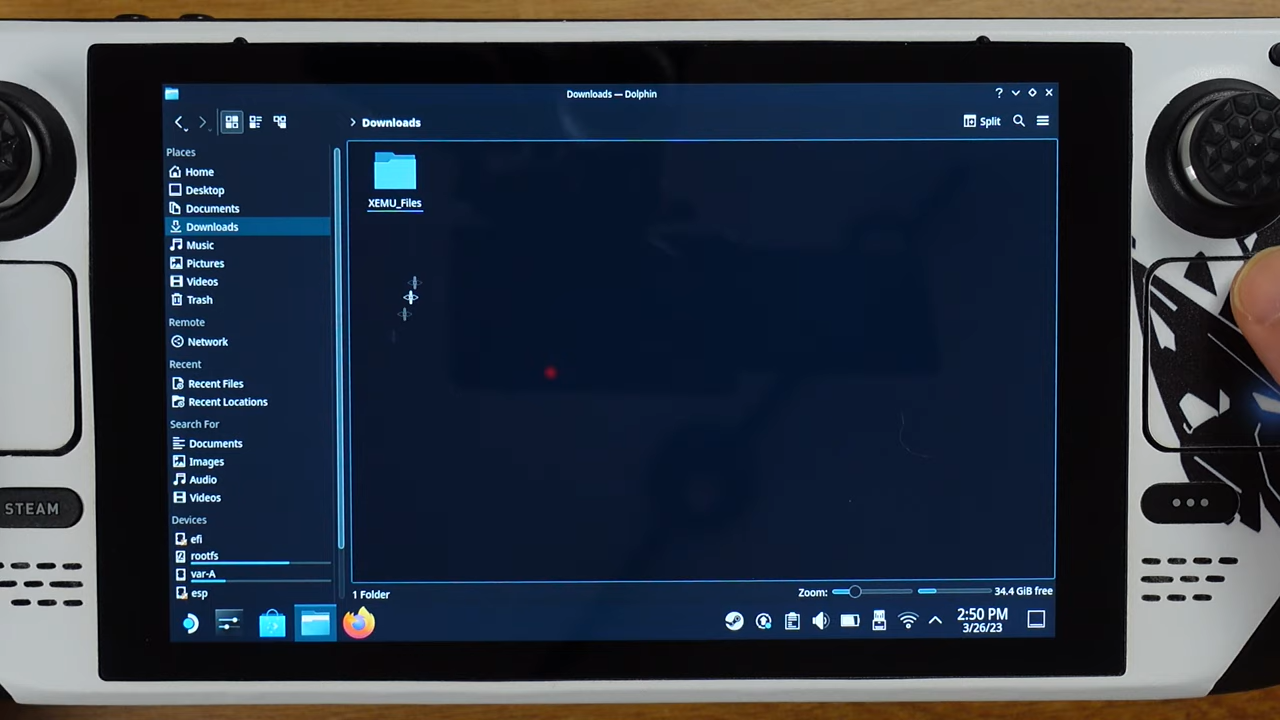 Downloads — Dolphin
?
Downloads
Split
Places
Home
Desktop
Documents
Downloads
Music
Pictures
Videos
Trash
Remote
Network
Recent
Recent Files
Recent Locations
Search For
Documents
Images
Audio
Videos
Devices
efi
rootfs
var-A
esp
XEMU_Files
1 Folder
Zoom:
34.4 GiB free
2:50 PM
3/26/23
STEAM